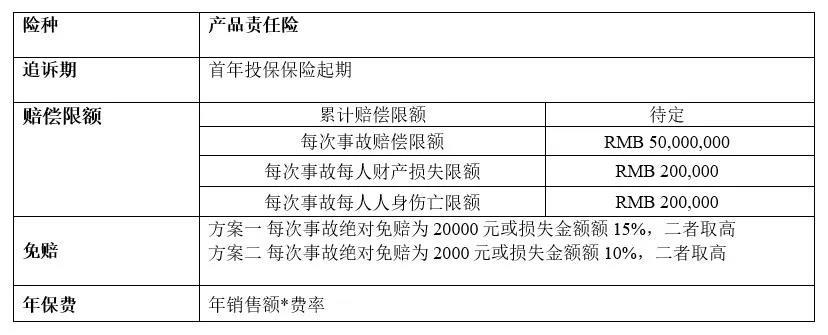 险种 产品责任险
追诉期 首年投保保险起期
赔偿限额 累计赔偿限额 待定
每次事故赔偿限额 RMB 50,000,000
每次事故每人财产损失限额 RMB 200,000
每次事故每人人身伤亡限额 RMB 200,000
方案一 每次事故绝对免赔为 20000 元或损失金额额 15%，二者取高
免赔 方案二 每次事故绝对免赔为 2000 元或损失金额额 10%，二者取高
年保费 年销售额*费率